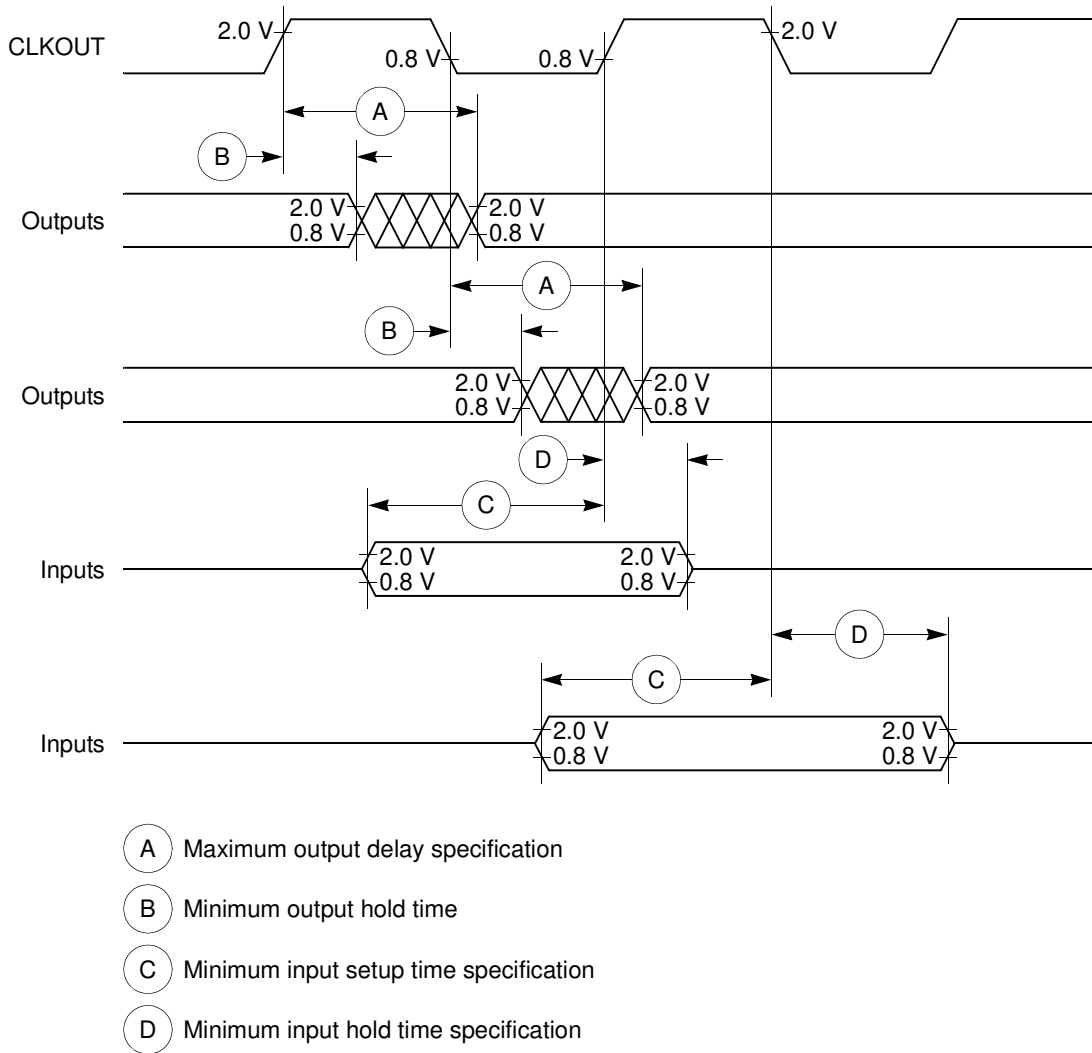 2.0 V
2.0 V
CLKOUT
0.8 V
0.8 V
A
B
2.0 V
2.0 V
Outputs
0.8 V
0.8 V
A
B
2.0 V
2.0 V
Outputs
0.8 V
0.8 V
D
C
2.0 V
2.0 V
Inputs
0.8 V
0.8 V
D
C
2.0 V
2.0 V
Inputs
0.8 V
0.8 V
A Maximum output delay specification
B Minimum output hold time
C Minimum input setup time specification
D Minimum input hold time specification